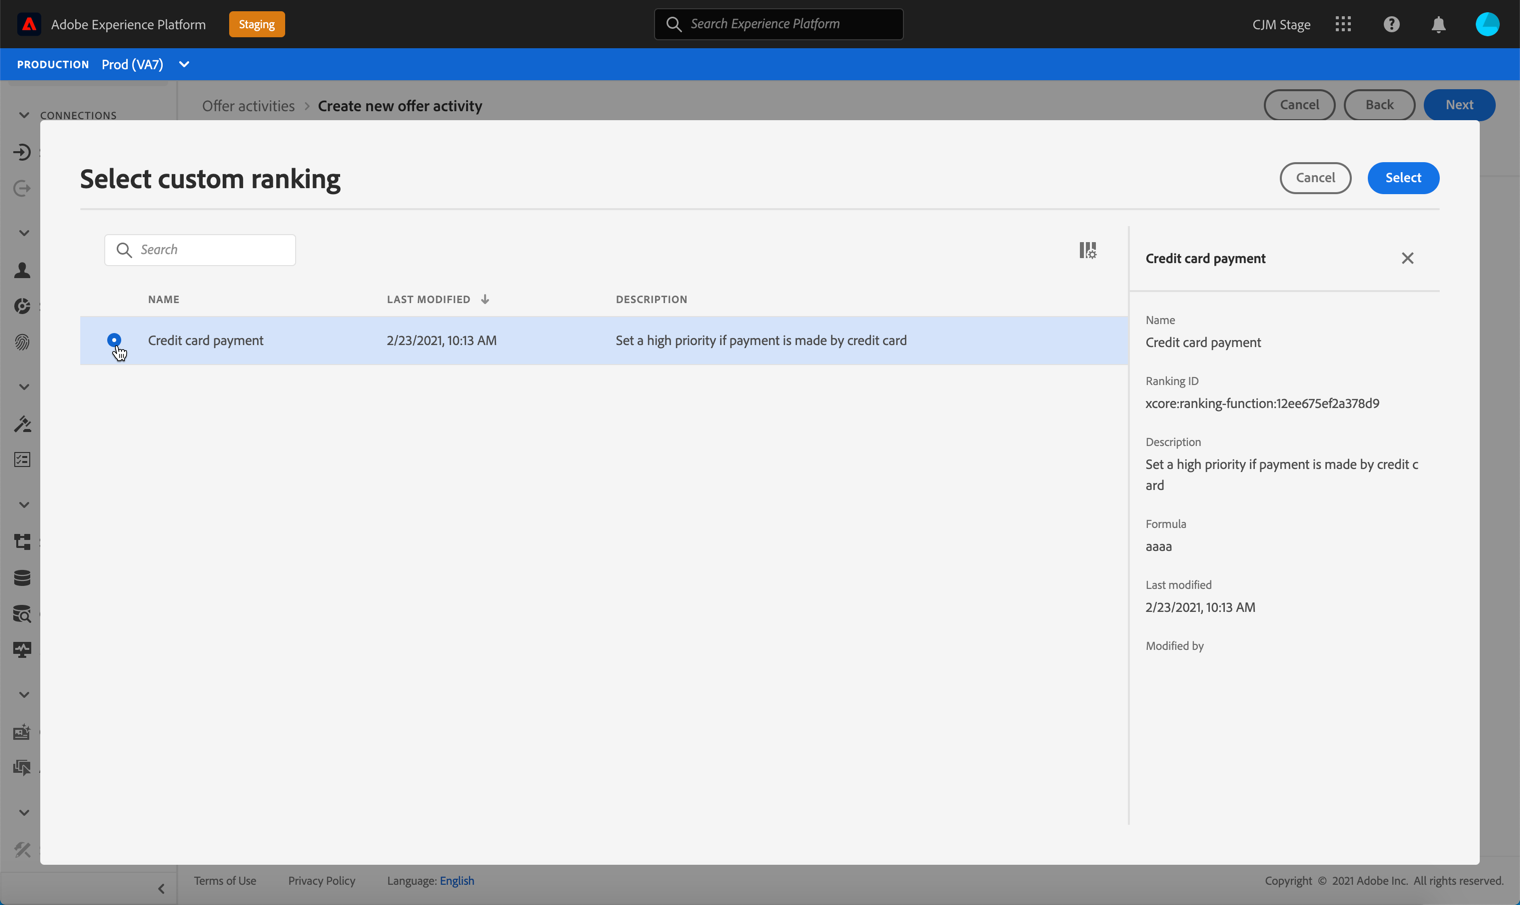 Adobe Experience Platform
Staging
Search Experience Platform
CJM Stage
PRODUCTION Prod (VA7)
CONNECTIONS
Offer activities > Create new offer activity
Cancel
Back
Next
Select custom ranking
Cancel
Select
Search
NAME LAST MODIFIED ↓ DESCRIPTION
Credit card payment 2/23/2021, 10:13 AM Set a high priority if payment is made by credit card
Credit card payment
Name
Credit card payment
Ranking ID
xcore:ranking-function:12ee675ef2a378d9
Description
Set a high priority if payment is made by credit c
ard
Formula
aaaa
Last modified
2/23/2021, 10:13 AM
Modified by
Terms of Use Privacy Policy Language: English
Copyright © 2021 Adobe Inc. All rights reserved.